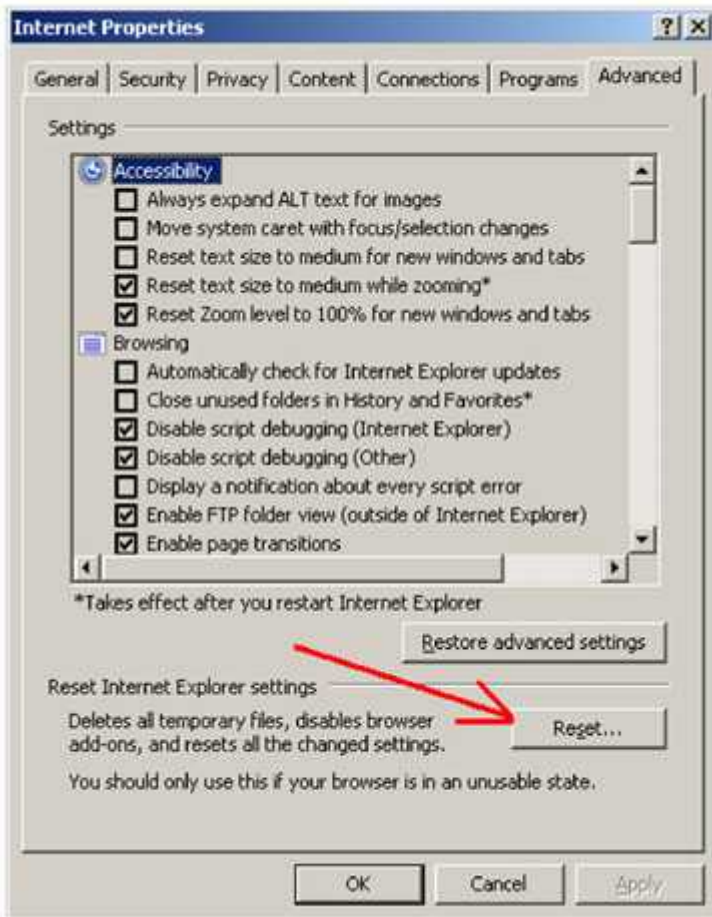 Internet Properties
General Security Privacy Content Connections Programs Advanced
Settings
Accessibility
Always expand ALT text for images
Move system caret with focus/selection changes
Reset text size to medium for new windows and tabs
Reset text size to medium while zooming*
Reset Zoom level to 100% for new windows and tabs
Browsing
Automatically check for Internet Explorer updates
Close unused folders in History and Favorites*
Disable script debugging (Internet Explorer)
Disable script debugging (Other)
Display a notification about every script error
Enable FTP folder view (outside of Internet Explorer)
Enable page transitions
*Takes effect after you restart Internet Explorer
Restore advanced settings
Reset Internet Explorer settings
Deletes all temporary files, disables browser
add-ons, and resets all the changed settings.
Reset...
You should only use this if your browser is in an unusable state.
OK Cancel Apply